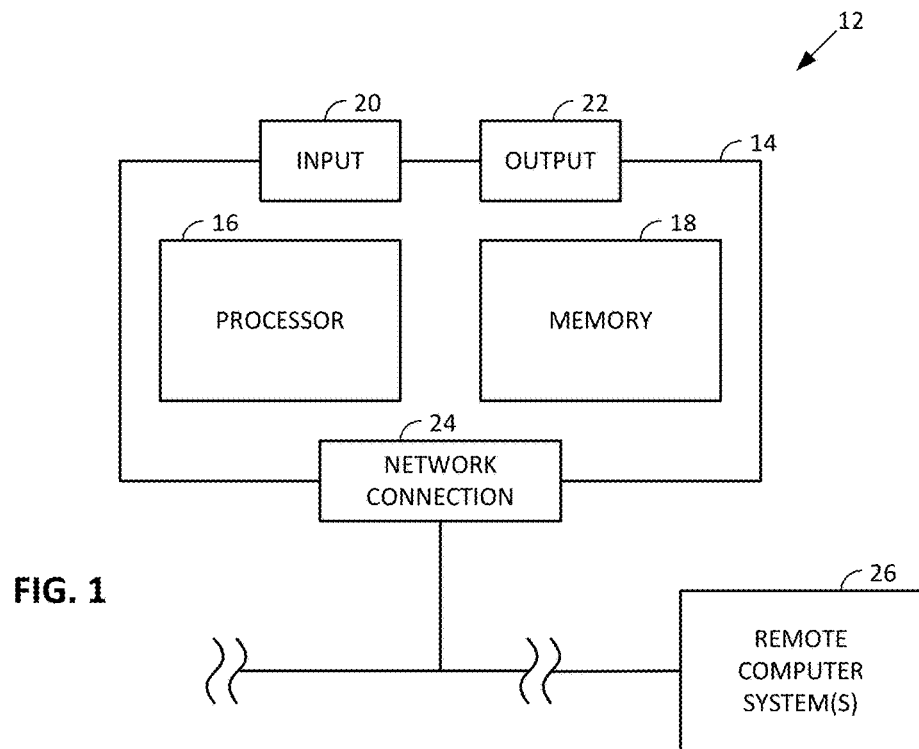 12
20
22
14
INPUT
OUTPUT
16
18
PROCESSOR
MEMORY
24
NETWORK
CONNECTION
FIG. 1
26
REMOTE
COMPUTER
SYSTEM(S)